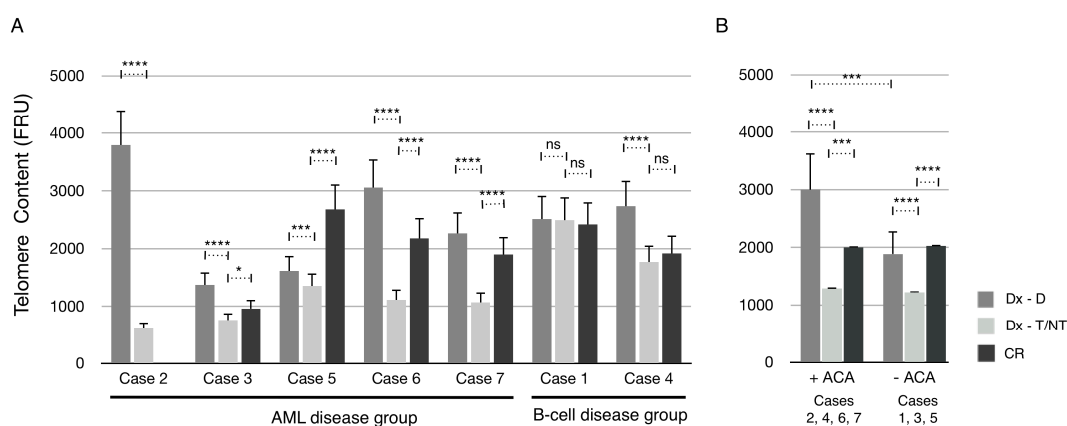 A
Telomere Content (FRU)
5000
4000
3000
2000
1000
0
****
****
*
***
****
****
****
****
****
ns
ns
****
ns
Case 2 Case 3 Case 5 Case 6 Case 7 Case 1 Case 4
AML disease group B-cell disease group
B
5000
4000
3000
2000
1000
0
***
****
***
****
****
+ ACA - ACA
Cases Cases
2, 4, 6, 7 1, 3, 5
Dx - D
Dx - T/NT
CR